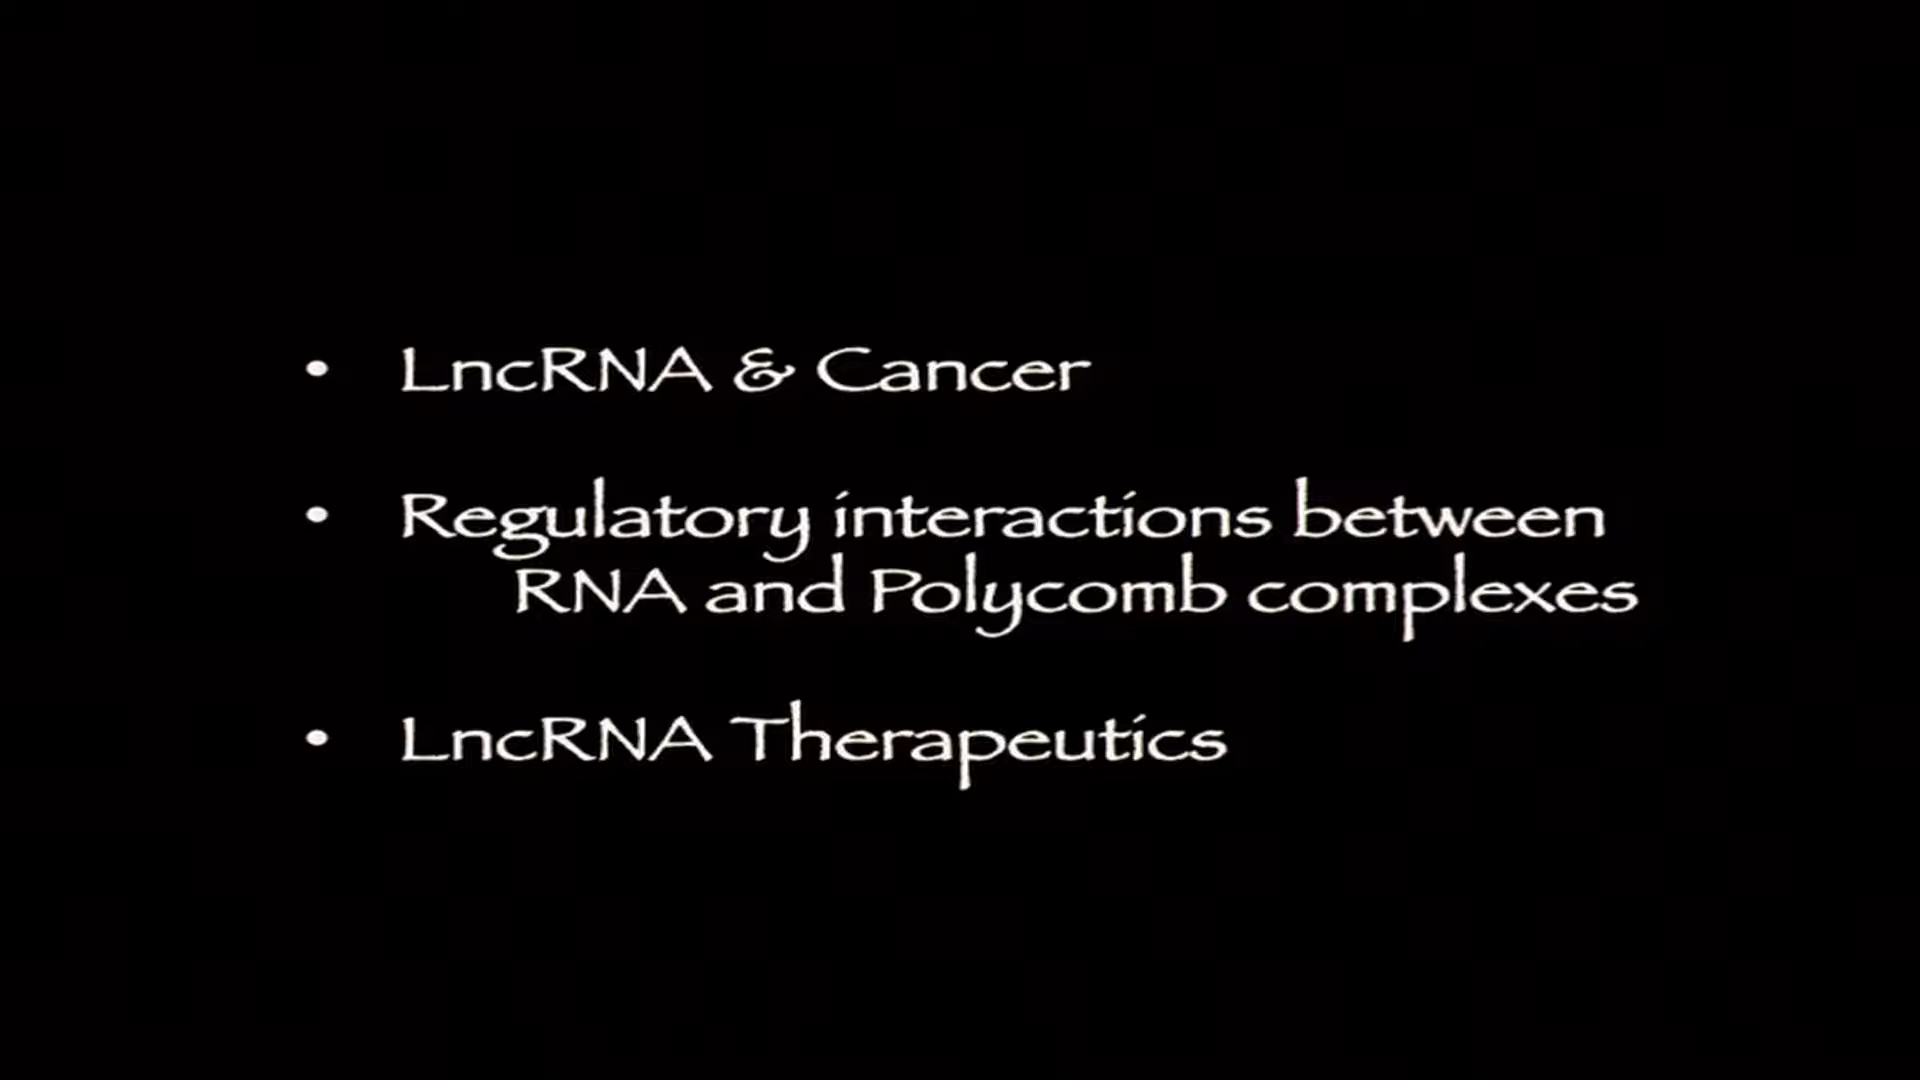 • LncRNA & Cancer
• Regulatory interactions between
RNA and Polycomb complexes
• LncRNA Therapeutics